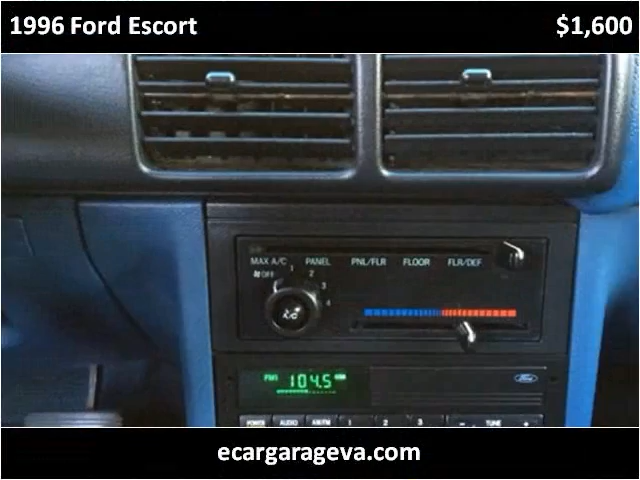 1996 Ford Escort $1,600
MAX A/C PANEL PNL/FLR FLOOR FLR/DEF
OFF 1 2 3 4
A/C
104.5
Ford
POWER AUDIO AM/FM 1 2 3 - TUNE +
ecargarageva.com